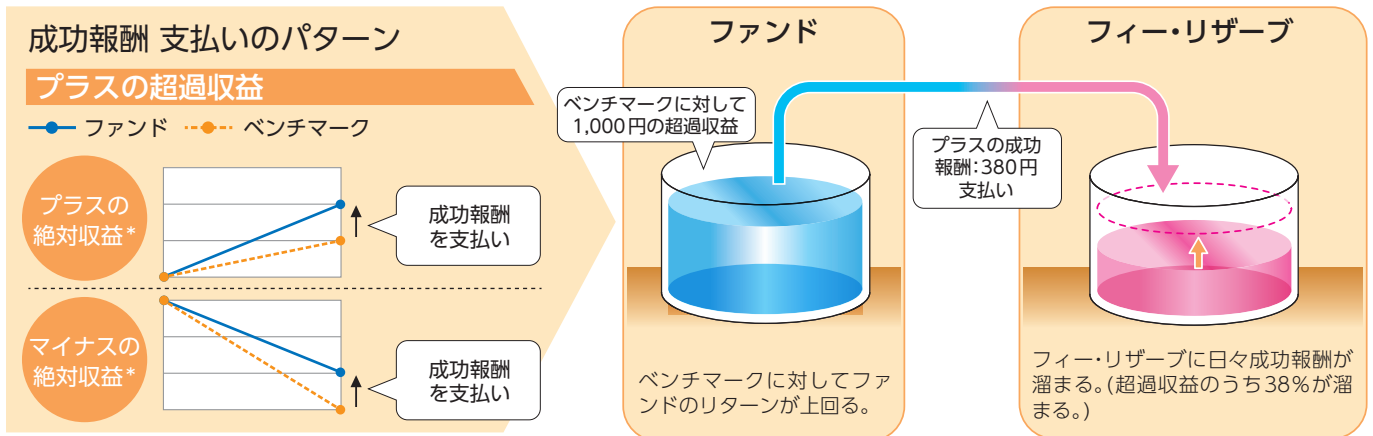 成功報酬 支払いのパターン
プラスの超過収益
ファンド
ベンチマーク
プラスの
絶対収益*
成功報酬
を支払い
マイナスの
絶対収益*
成功報酬
を支払い
ファンド
ベンチマークに対して
1,000円の超過収益
ベンチマークに対してファ
ンドのリターンが上回る。
プラスの成功
報酬:380円
支払い
フィー・リザーブ
フィー・リザーブに日々成功報酬が
溜まる。(超過収益のうち38%が溜
まる。)